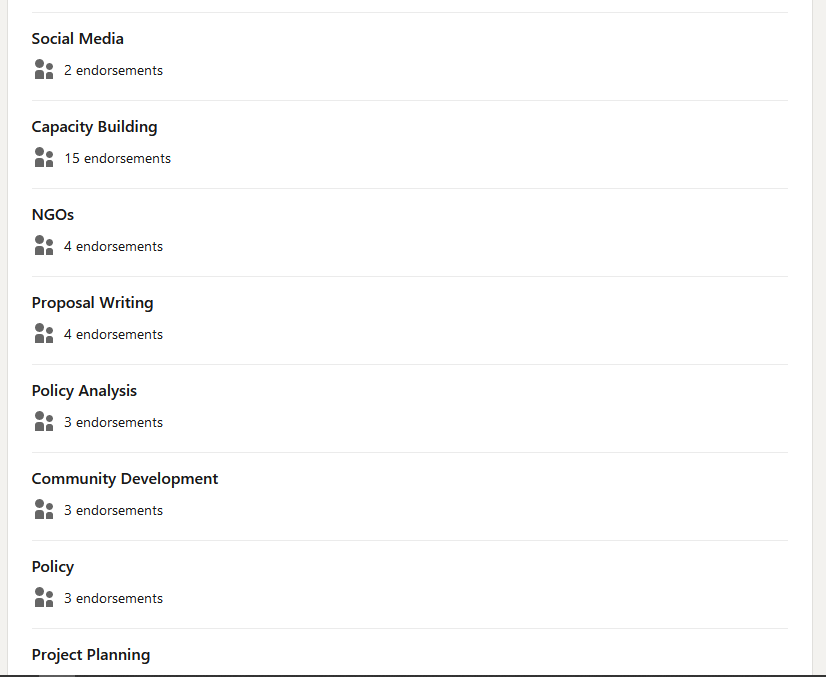 Social Media
2 endorsements
Capacity Building
15 endorsements
NGOs
4 endorsements
Proposal Writing
4 endorsements
Policy Analysis
3 endorsements
Community Development
3 endorsements
Policy
3 endorsements
Project Planning